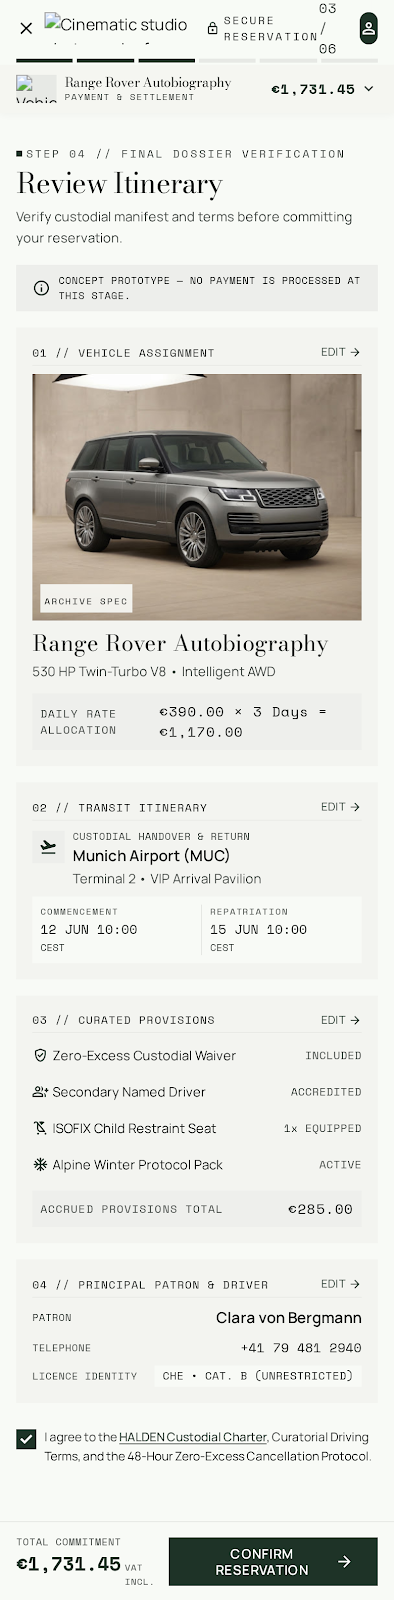 Cinematic studio
SECURE
RESERVATION
03
/
06
Range Rover Autobiography
PAYMENT & SETTLEMENT
€1,731.45
STEP 04 // FINAL DOSSIER VERIFICATION
Review Itinerary
Verify custodial manifest and terms before committing
your reservation.
CONCEPT PROTOTYPE — NO PAYMENT IS PROCESSED AT
THIS STAGE.
01 // VEHICLE ASSIGNMENT
EDIT →
ARCHIVE SPEC
Range Rover Autobiography
530 HP Twin-Turbo V8 • Intelligent AWD
DAILY RATE
ALLOCATION
€390.00 × 3 Days =
€1,170.00
02 // TRANSIT ITINERARY
EDIT →
CUSTODIAL HANDOVER & RETURN
Munich Airport (MUC)
Terminal 2 • VIP Arrival Pavilion
COMMENCEMENT
12 JUN 10:00
CEST
REPATRIATION
15 JUN 10:00
CEST
03 // CURATED PROVISIONS
EDIT →
Zero-Excess Custodial Waiver
INCLUDED
Secondary Named Driver
ACCREDITED
ISOFIX Child Restraint Seat
1x EQUIPPED
Alpine Winter Protocol Pack
ACTIVE
ACCRUED PROVISIONS TOTAL
€285.00
04 // PRINCIPAL PATRON & DRIVER
EDIT →
PATRON
Clara von Bergmann
TELEPHONE
+41 79 481 2940
LICENCE IDENTITY
CHE • CAT. B (UNRESTRICTED)
I agree to the HALDEN Custodial Charter, Curatorial Driving
Terms, and the 48-Hour Zero-Excess Cancellation Protocol.
TOTAL COMMITMENT
€1,731.45 VAT
INCL.
CONFIRM
RESERVATION →